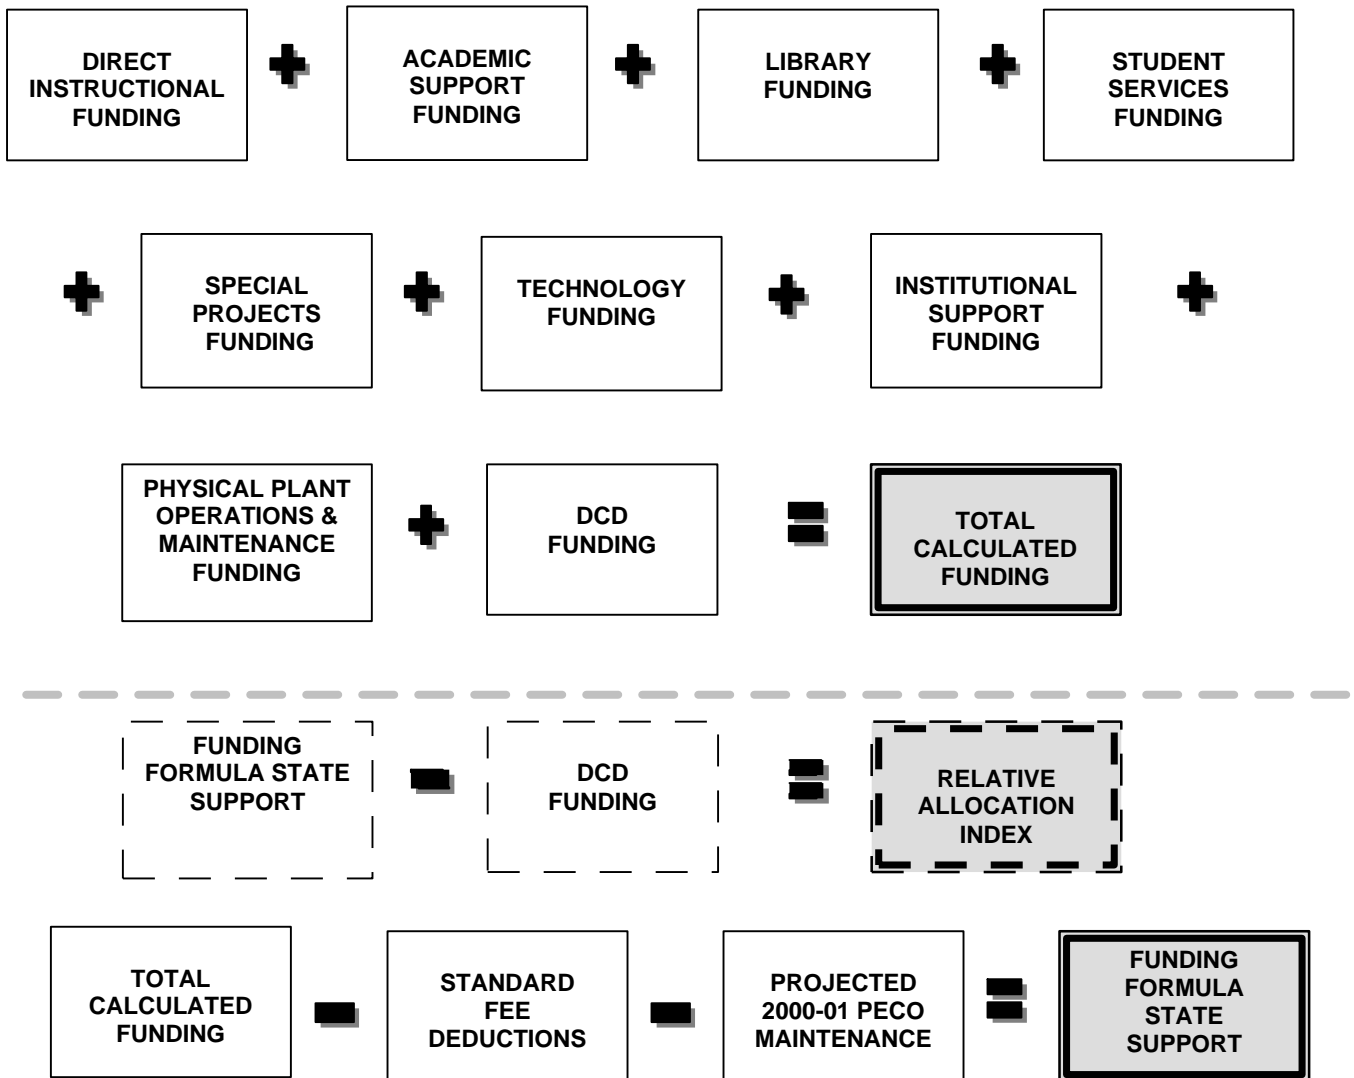 DIRECT
INSTRUCTIONAL
FUNDING
ACADEMIC
SUPPORT
FUNDING
LIBRARY
FUNDING
STUDENT
SERVICES
FUNDING
SPECIAL
PROJECTS
FUNDING
TECHNOLOGY
FUNDING
INSTITUTIONAL
SUPPORT
FUNDING
PHYSICAL PLANT
OPERATIONS &
MAINTENANCE
FUNDING
DCD
FUNDING
TOTAL
CALCULATED
FUNDING
FUNDING
FORMULA STATE
SUPPORT
DCD
FUNDING
RELATIVE
ALLOCATION
INDEX
TOTAL
CALCULATED
FUNDING
STANDARD
FEE
DEDUCTIONS
PROJECTED
2000-01 PECO
MAINTENANCE
FUNDING
FORMULA
STATE
SUPPORT